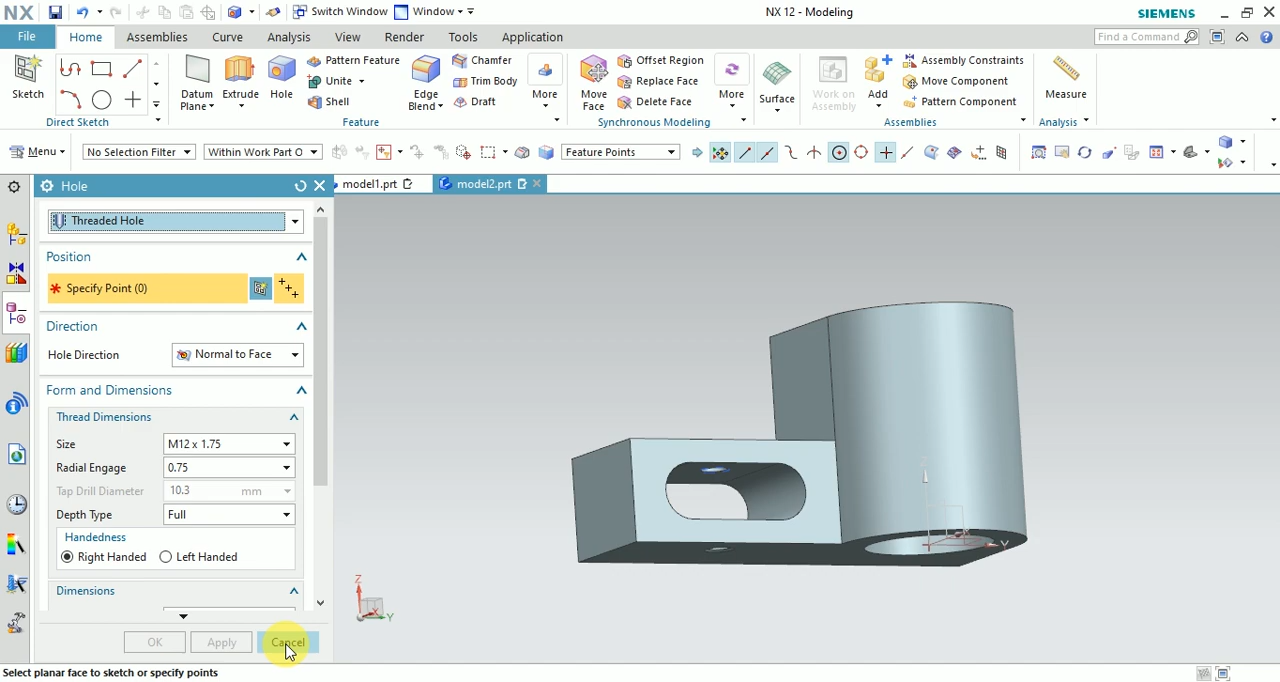 NX
Switch Window
Window
NX 12 - Modeling
SIEMENS
File
Home
Assemblies
Curve
Analysis
View
Render
Tools
Application
Find a Command
Sketch
Direct Sketch
Datum
Plane
Extrude
Hole
Pattern Feature
Unite
Shell
Edge
Blend
Chamfer
Trim Body
Draft
More
Feature
Move
Face
Offset Region
Replace Face
Delete Face
More
Synchronous Modeling
Surface
Work on
Assembly
Add
Assembly Constraints
Move Component
Pattern Component
Assemblies
Measure
Analysis
Menu
No Selection Filter
Within Work Part O
Feature Points
Hole
model1.prt
model2.prt
Threaded Hole
Position
* Specify Point (0)
Direction
Hole Direction
Normal to Face
Form and Dimensions
Thread Dimensions
Size
M12 x 1.75
Radial Engage
0.75
Tap Drill Diameter
10.3 mm
Depth Type
Full
Handedness
Right Handed
Left Handed
Dimensions
OK
Apply
Cancel
Z
Y
X
Y
Select planar face to sketch or specify points